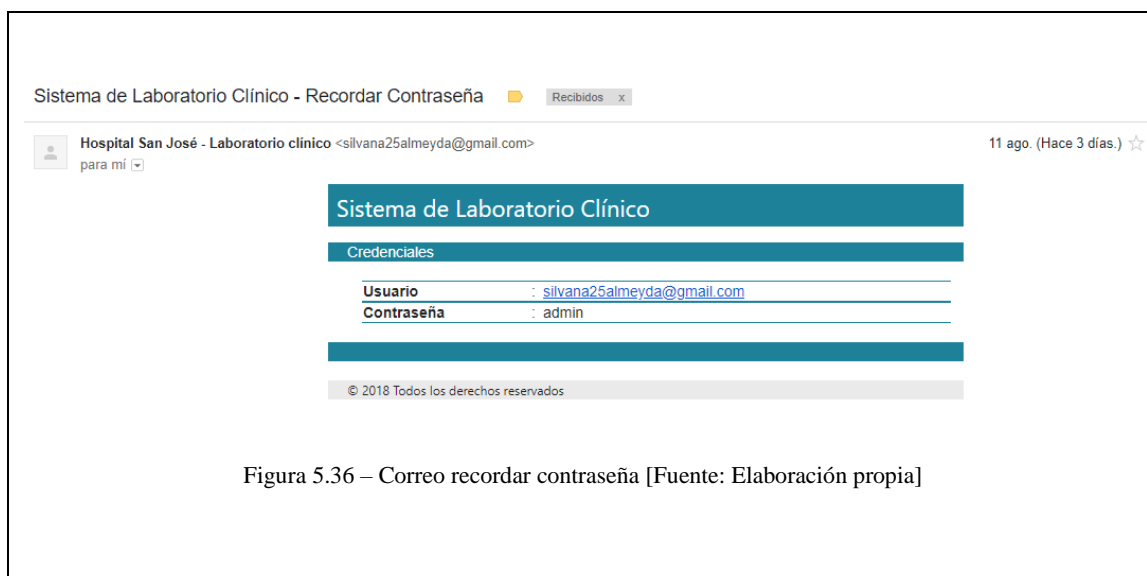 Sistema de Laboratorio Clínico - Recordar Contraseña Recibidos x
Hospital San José - Laboratorio clínico <silvana25almeyda@gmail.com> 11 ago. (Hace 3 días.)
para mí
Sistema de Laboratorio Clínico
Credenciales
Usuario : silvana25almeyda@gmail.com
Contraseña : admin
© 2018 Todos los derechos reservados
Figura 5.36 – Correo recordar contraseña [Fuente: Elaboración propia]